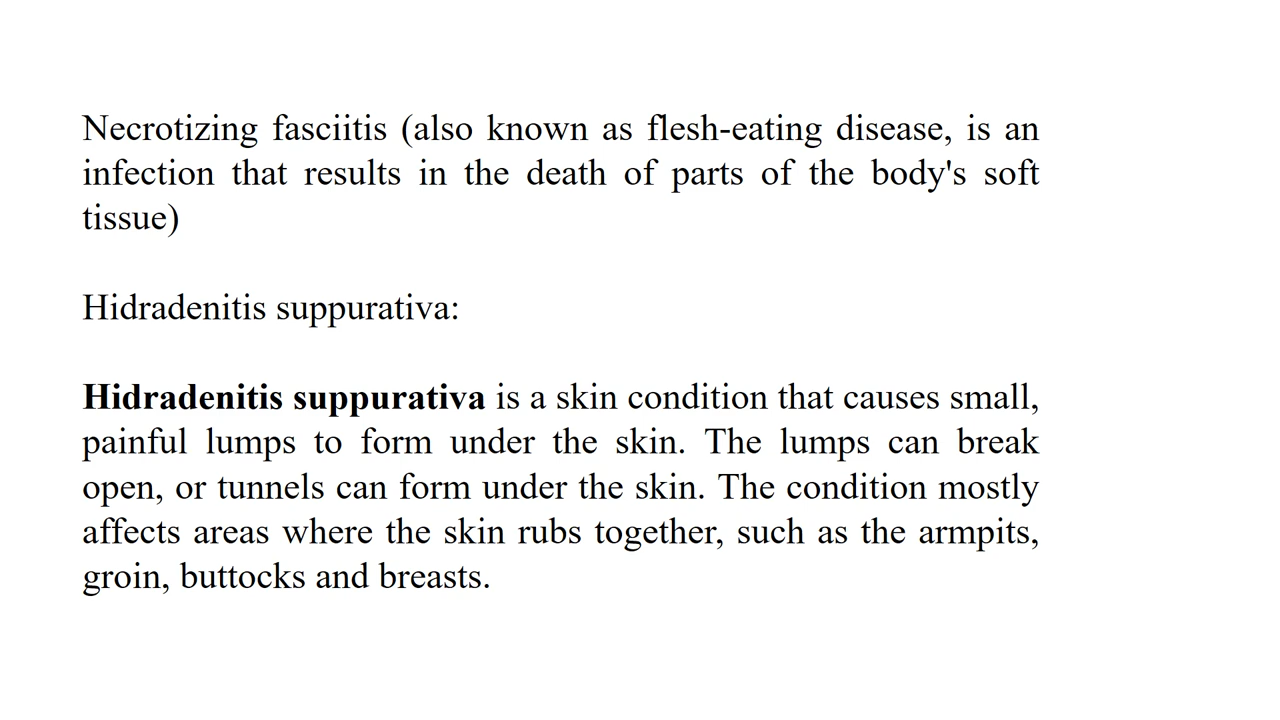 Necrotizing fasciitis (also known as flesh-eating disease, is an
infection that results in the death of parts of the body's soft
tissue)
Hidradenitis suppurativa:
Hidradenitis suppurativa is a skin condition that causes small,
painful lumps to form under the skin. The lumps can break
open, or tunnels can form under the skin. The condition mostly
affects areas where the skin rubs together, such as the armpits,
groin, buttocks and breasts.